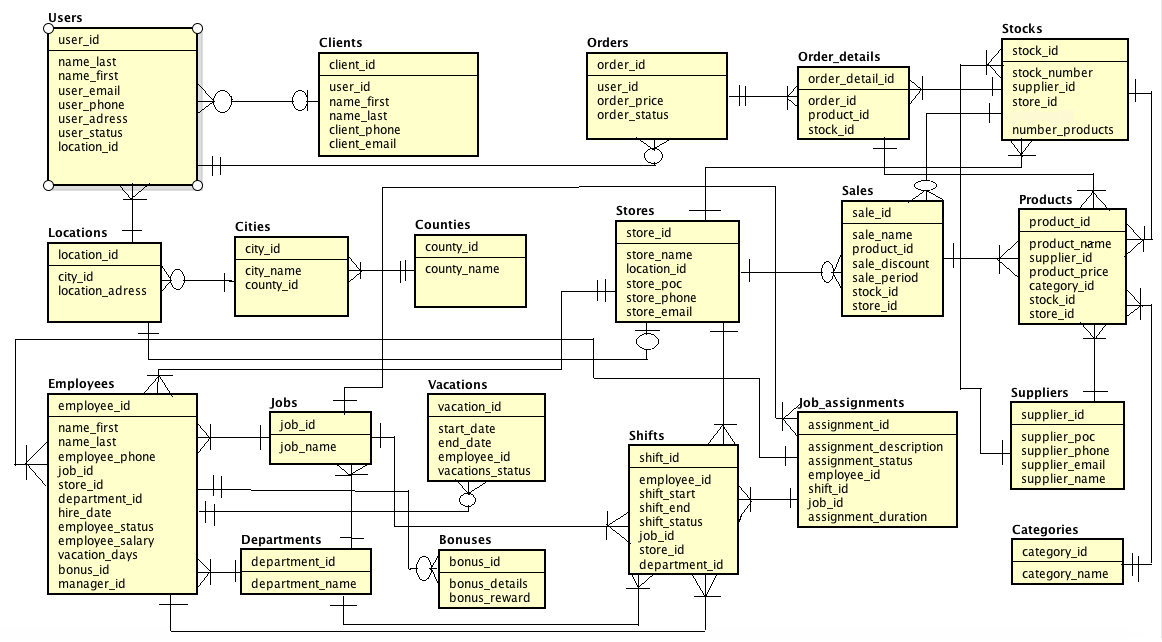 Users
user_id
name_last
name_first
user_email
user_phone
user_adress
user_status
location_id
Clients
client_id
user_id
name_first
name_last
client_phone
client_email
Orders
order_id
user_id
order_price
order_status
Order_details
order_detail_id
order_id
product_id
stock_id
Stocks
stock_id
stock_number
supplier_id
store_id
number_products
Locations
location_id
city_id
location_adress
Cities
city_id
city_name
county_id
Counties
county_id
county_name
Stores
store_id
store_name
location_id
store_poc
store_phone
store_email
Sales
sale_id
sale_name
product_id
sale_discount
sale_period
stock_id
store_id
Products
product_id
product_name
supplier_id
product_price
category_id
stock_id
store_id
Employees
employee_id
name_first
name_last
employee_phone
job_id
store_id
department_id
hire_date
employee_status
employee_salary
vacation_days
bonus_id
manager_id
Jobs
job_id
job_name
Vacations
vacation_id
start_date
end_date
employee_id
vacations_status
Shifts
shift_id
employee_id
shift_start
shift_end
shift_status
job_id
store_id
department_id
Job_assignments
assignment_id
assignment_description
assignment_status
employee_id
shift_id
job_id
assignment_duration
Suppliers
supplier_id
supplier_poc
supplier_phone
supplier_email
supplier_name
Departments
department_id
department_name
Bonuses
bonus_id
bonus_details
bonus_reward
Categories
category_id
category_name